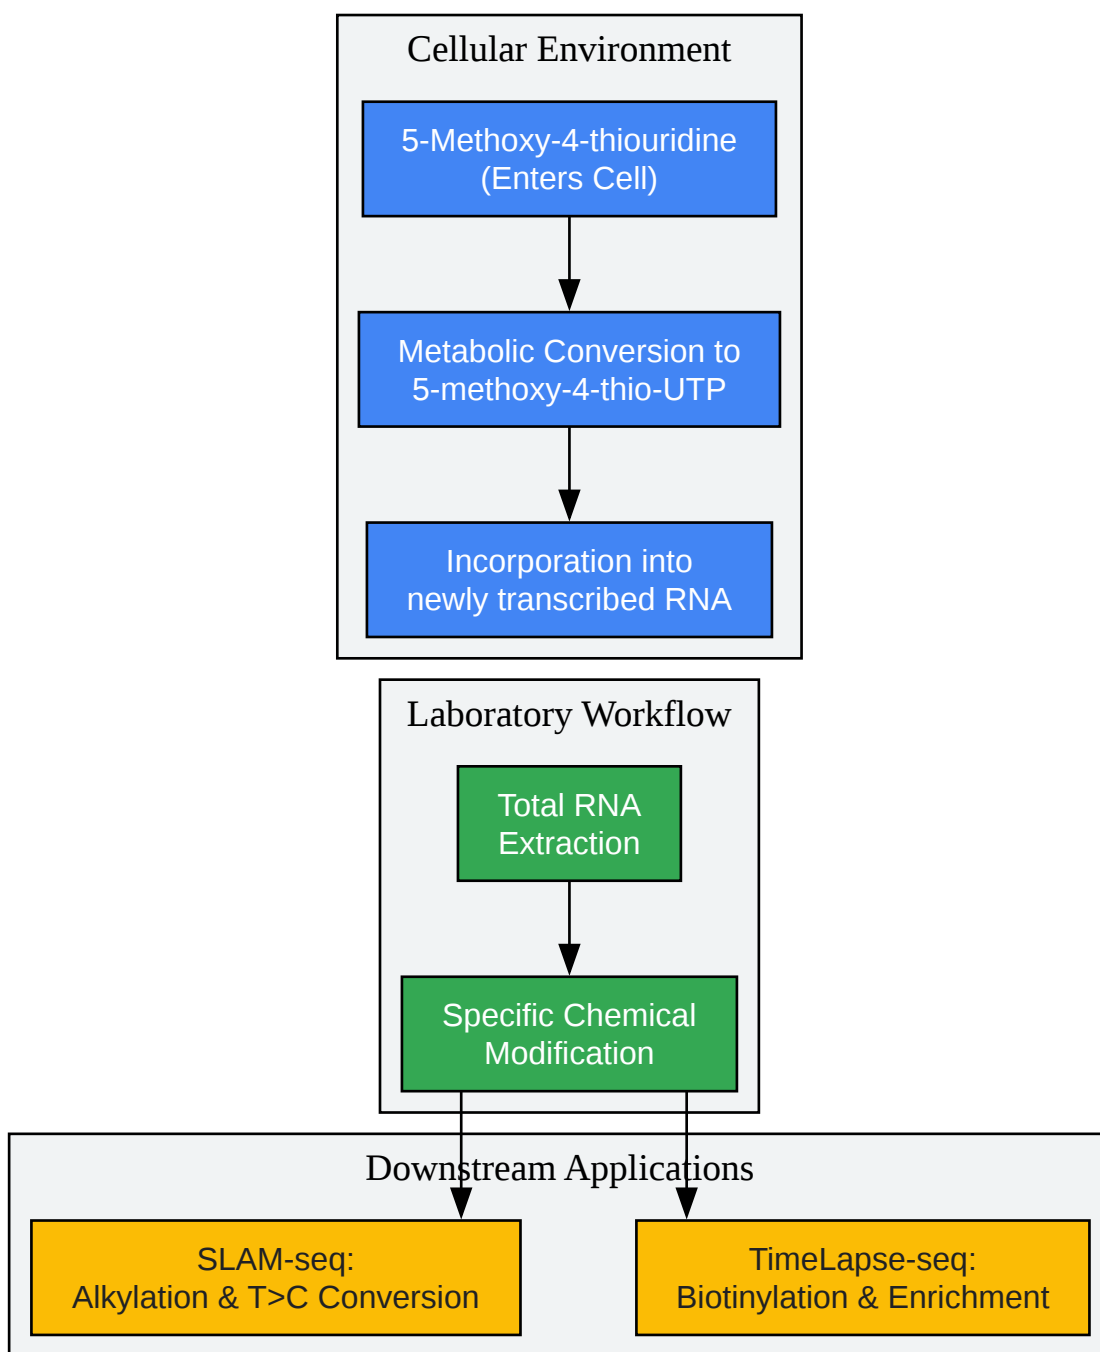 Cellular Environment
5-Methoxy-4-thiouridine
(Enters Cell)
Metabolic Conversion to
5-methoxy-4-thio-UTP
Incorporation into
newly transcribed RNA
Laboratory Workflow
Total RNA
Extraction
Specific Chemical
Modification
Downstream Applications
SLAM-seq:
Alkylation & T>C Conversion
TimeLapse-seq:
Biotinylation & Enrichment